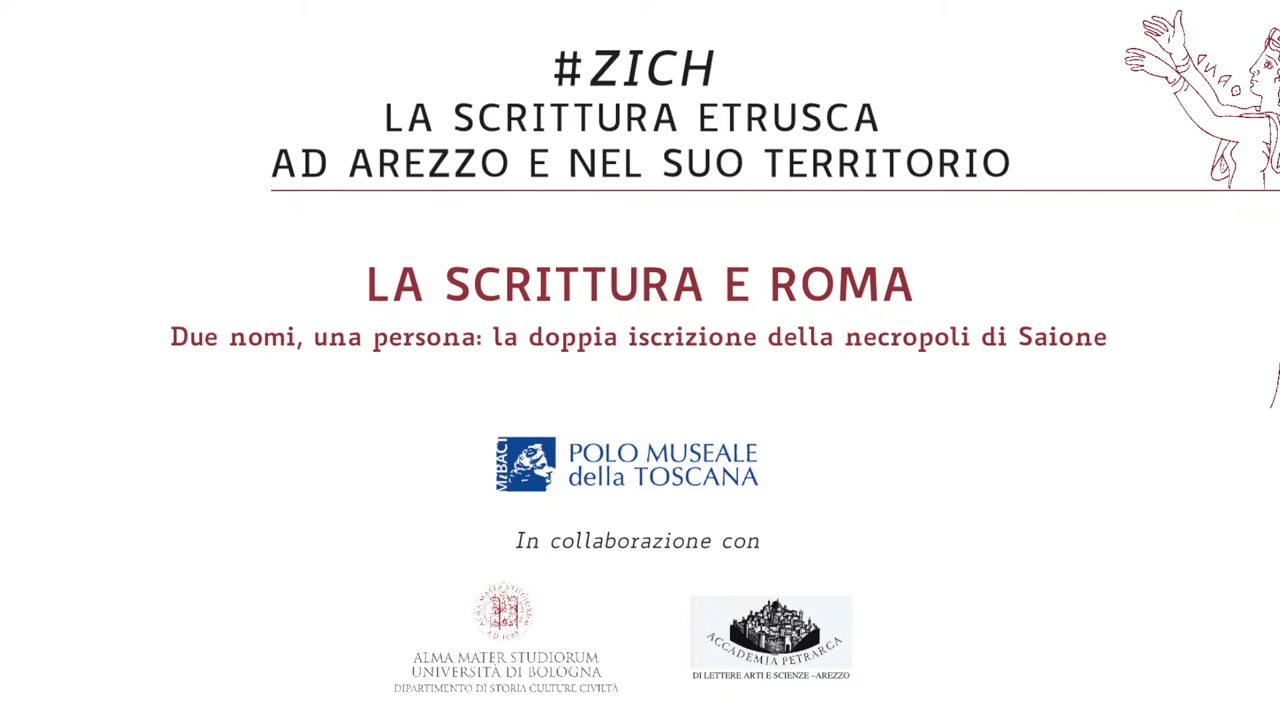 #ZICH
LA SCRITTURA ETRUSCA
AD AREZZO E NEL SUO TERRITORIO
LA SCRITTURA E ROMA
Due nomi, una persona: la doppia iscrizione della necropoli di Saione
MiBACT
POLO MUSEALE
della TOSCANA
In collaborazione con
ALMA MATER STUDIORUM
UNIVERSITÀ DI BOLOGNA
DIPARTIMENTO DI STORIA CULTURE CIVILTÀ
ACCADEMIA PETRARCA
DI LETTERE ARTI E SCIENZE –AREZZO